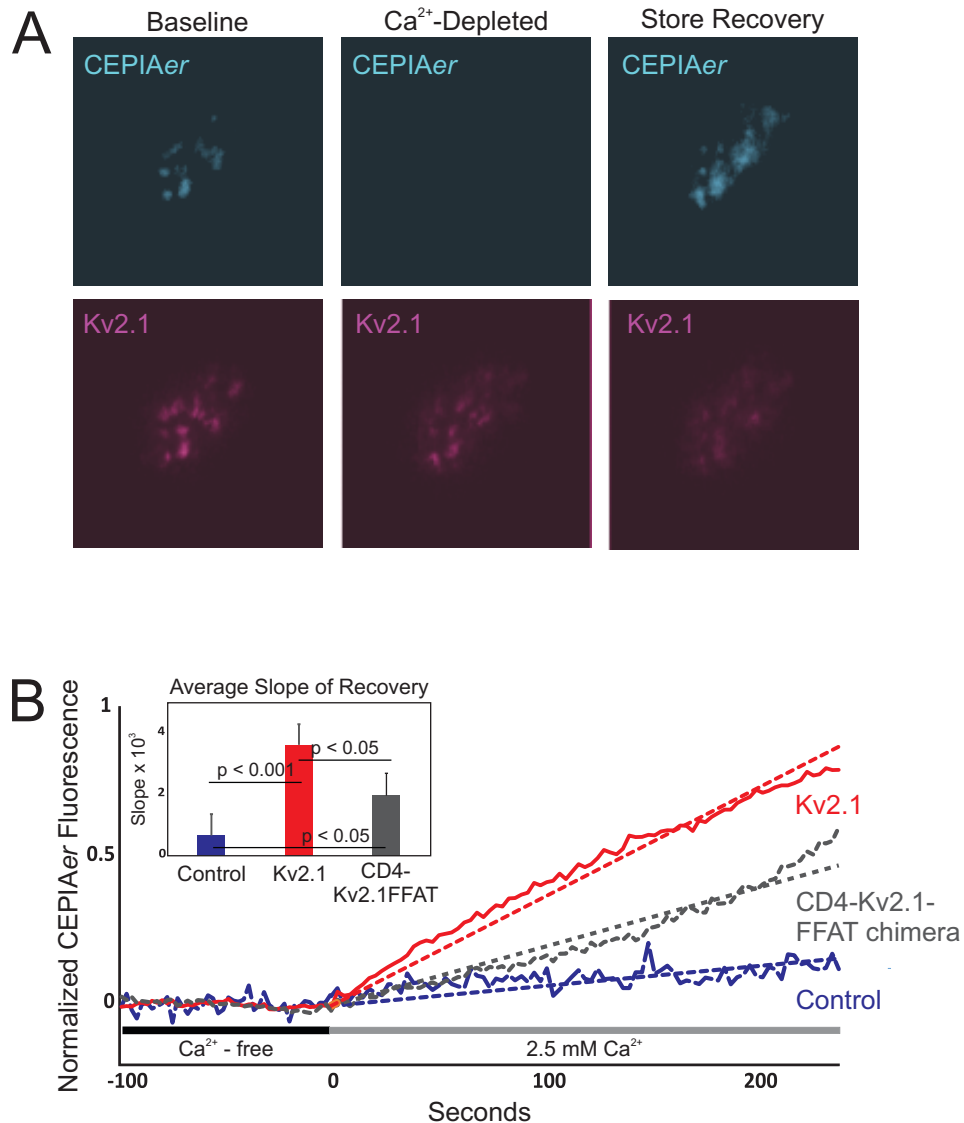 A
Baseline
Ca²⁺-Depleted
Store Recovery
CEPIAer
CEPIAer
CEPIAer
Kv2.1
Kv2.1
Kv2.1
B
Normalized CEPIAer Fluorescence
1
0.5
0
Average Slope of Recovery
Slope x 10³
4
2
0
p < 0.001
p < 0.05
p < 0.05
Control
Kv2.1
CD4-
Kv2.1FFAT
Kv2.1
CD4-Kv2.1-
FFAT chimera
Control
Ca²⁺ - free
2.5 mM Ca²⁺
-100
0
100
200
Seconds